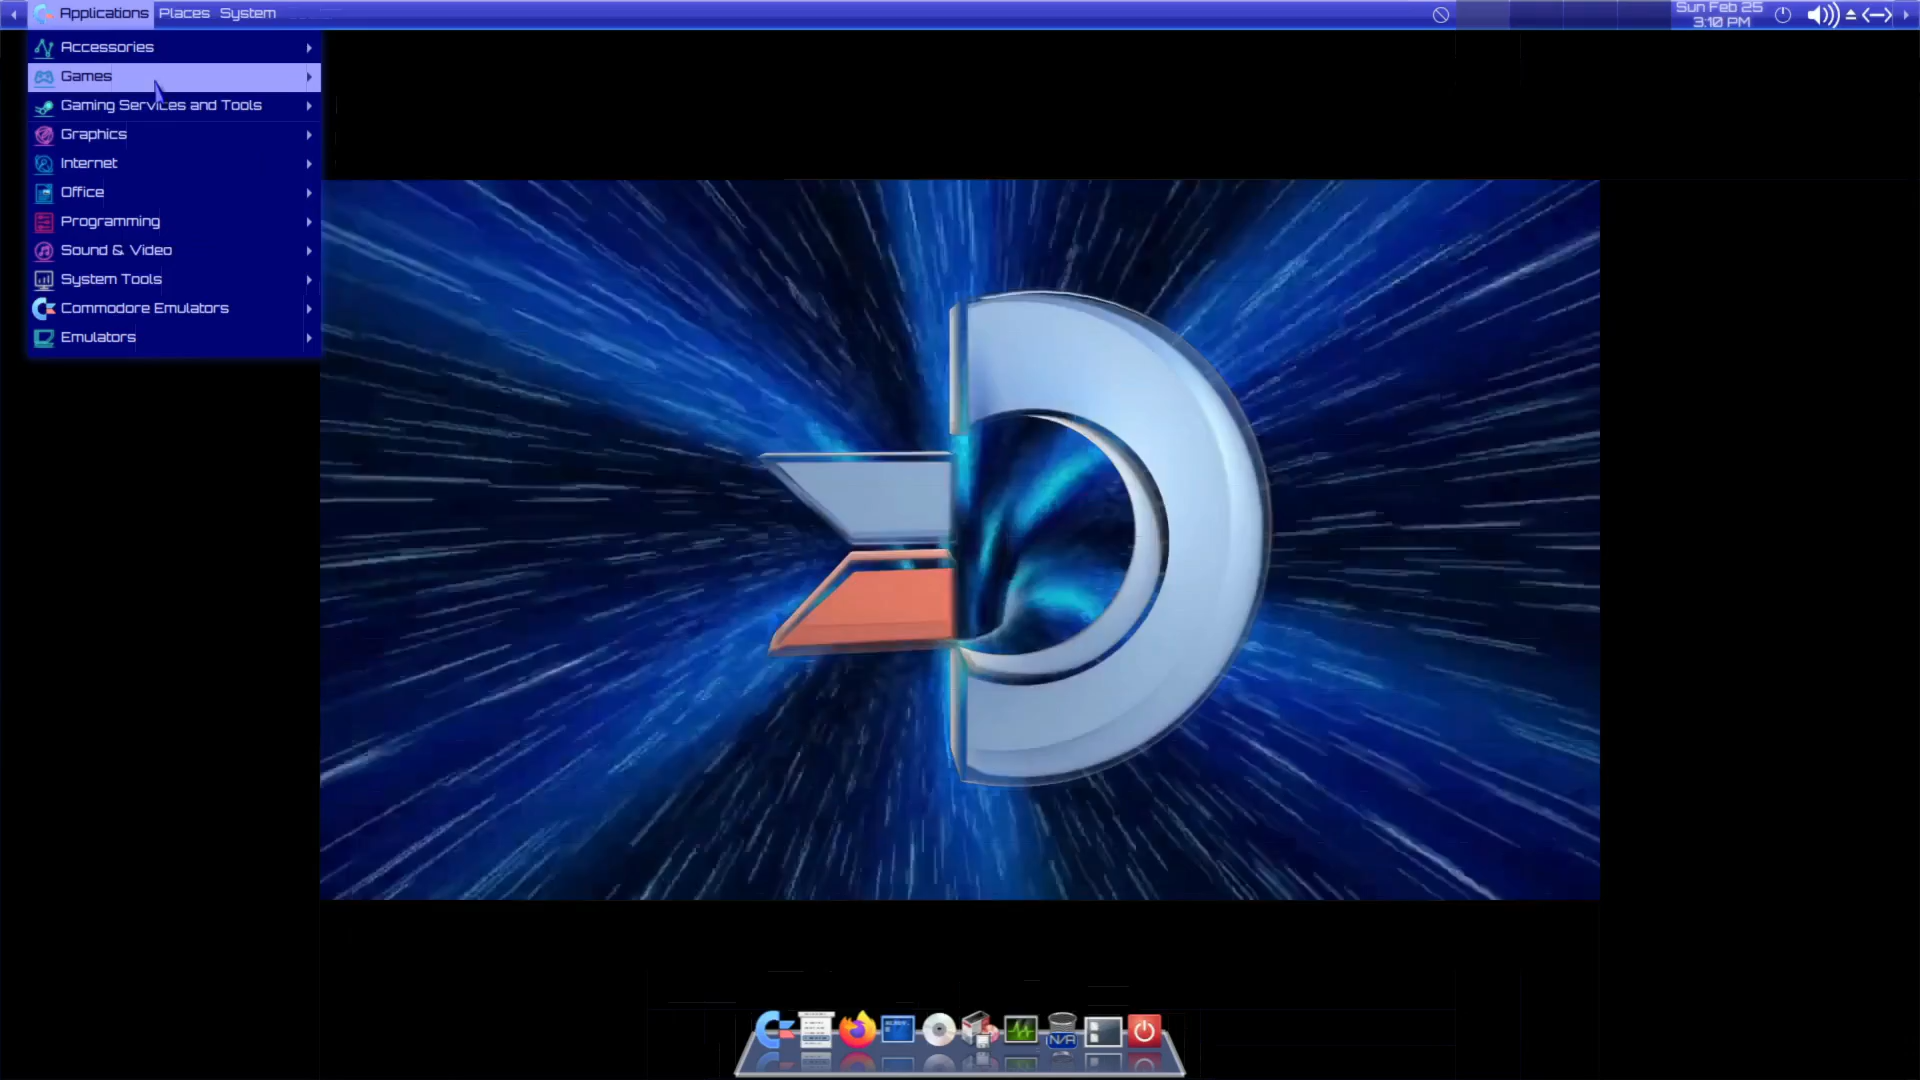 Applications Places System
Sun Feb 25
3:10 PM
Accessories
Games
Gaming Services and Tools
Graphics
Internet
Office
Programming
Sound & Video
System Tools
Commodore Emulators
Emulators
N/A